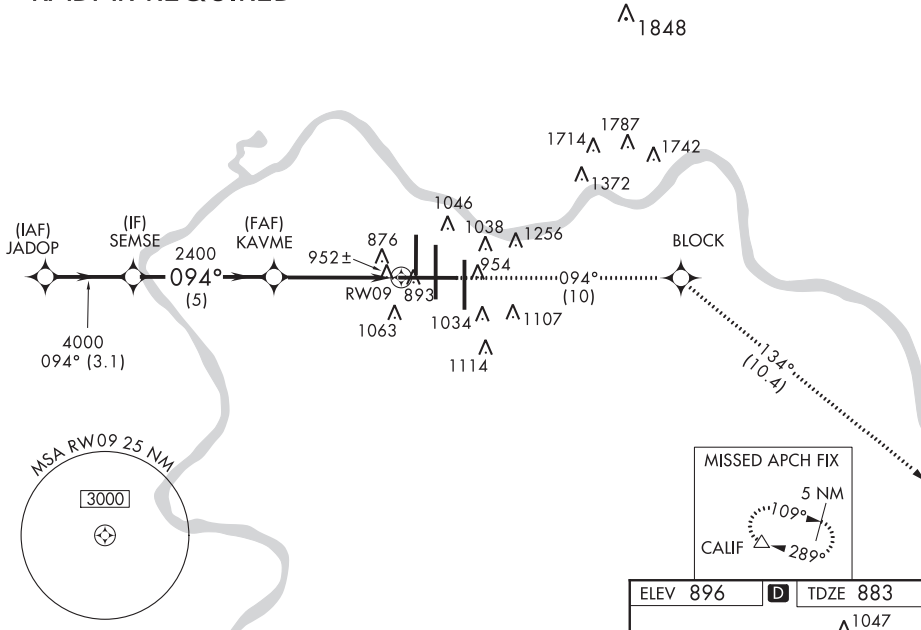 1848
1714
1787
1742
1372
1046
1038
1256
(IAF)
JADOP
(IF)
SEMSE
(FAF)
KAVME
2400
094°
(5)
876
952±
RW09
893
954
094°
(10)
BLOCK
1063
1034
1107
1114
4000
094° (3.1)
134°
(10.4)
MSA RW09 25 NM
3000
MISSED APCH FIX
5 NM
109°
CALIF
289°
ELEV 896 D TDZE 883
1047